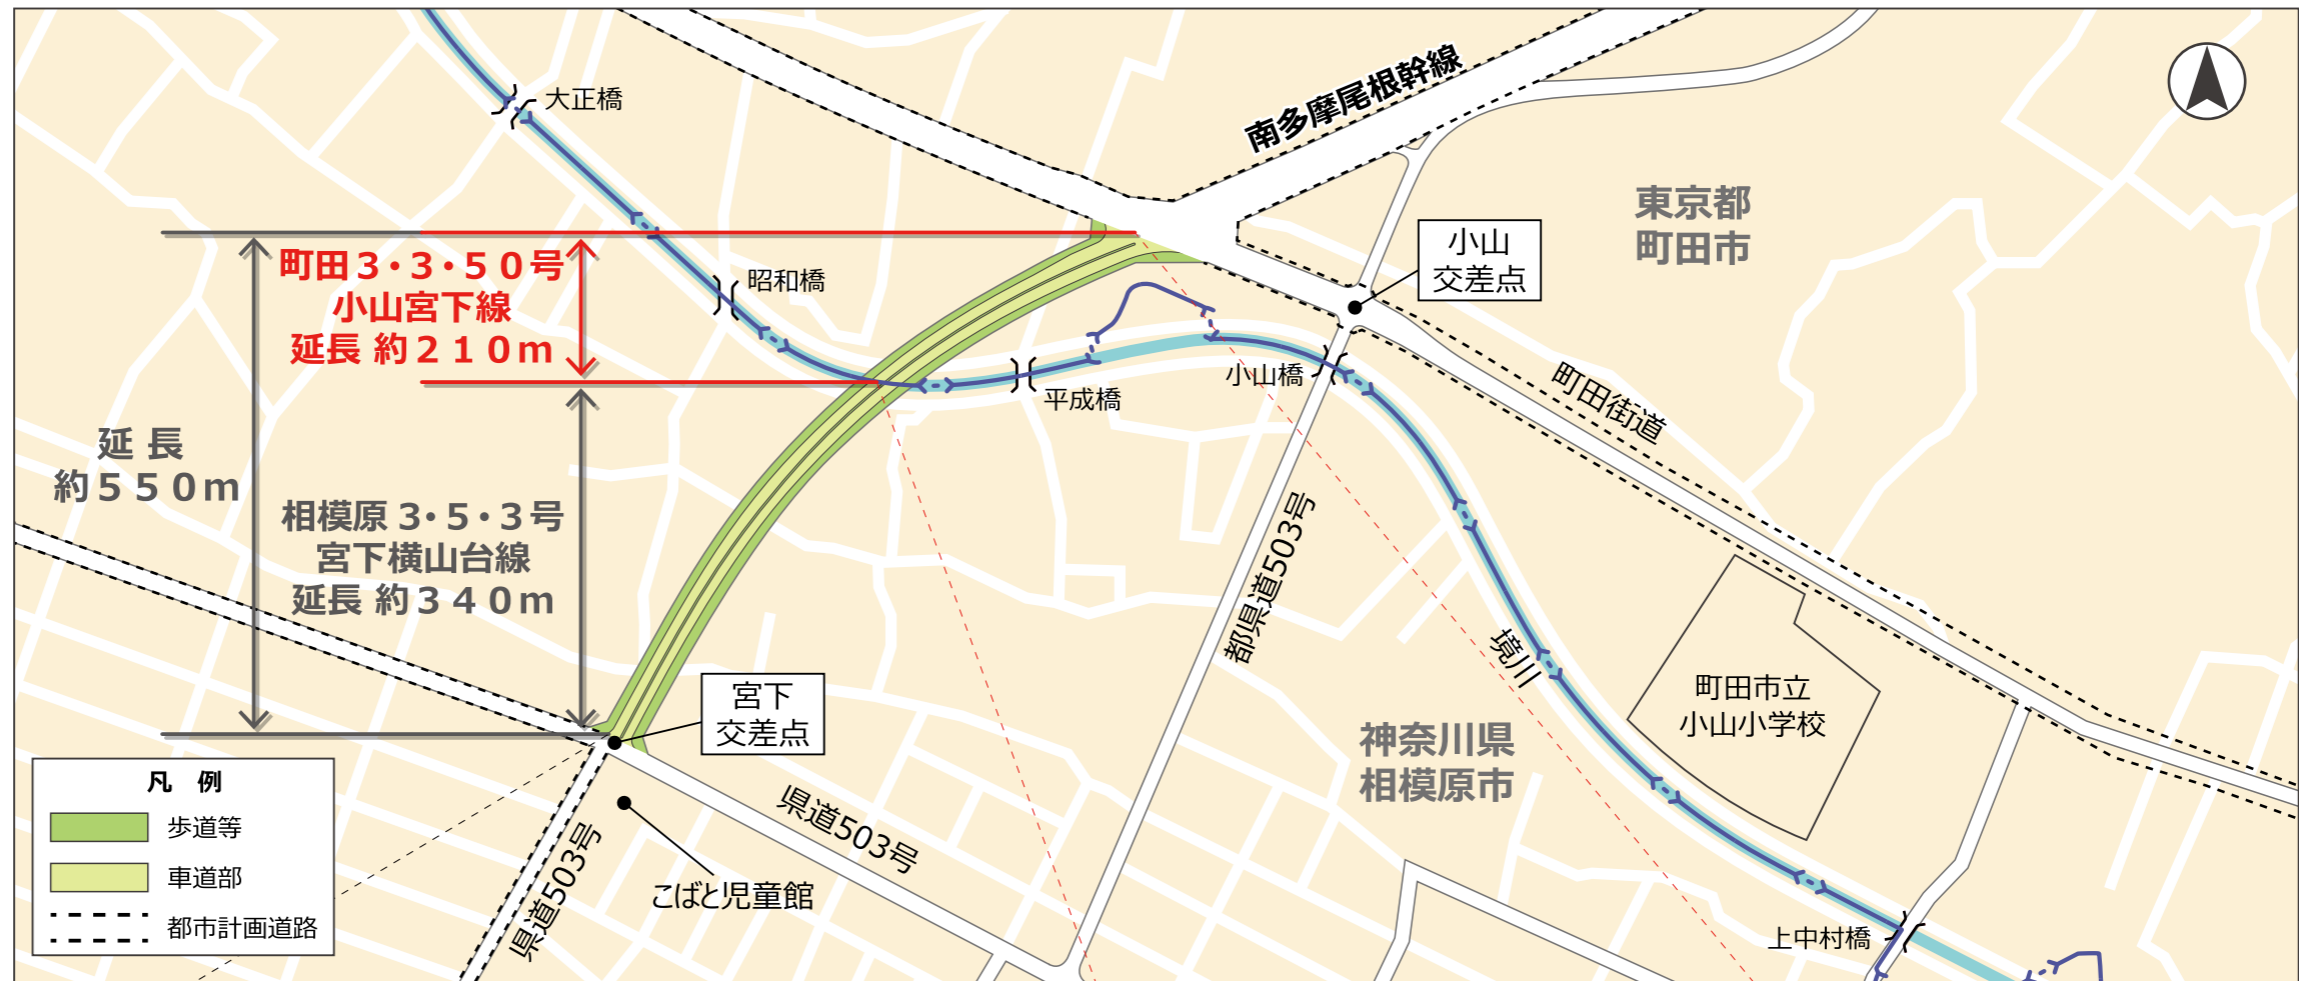 大正橋
南多摩尾根幹線
東京都
町田市
小山
交差点
町田3・3・50号
小山宮下線
延長 約210m
昭和橋
平成橋
小山橋
町田街道
延 長
約550m
相模原 3・5・3号
宮下横山台線
延長 約340m
都県道503号
境川
町田市立
小山小学校
宮下
交差点
神奈川県
相模原市
県道503号
県道503号
こばと児童館
上中村橋
凡 例
歩道等
車道部
都市計画道路